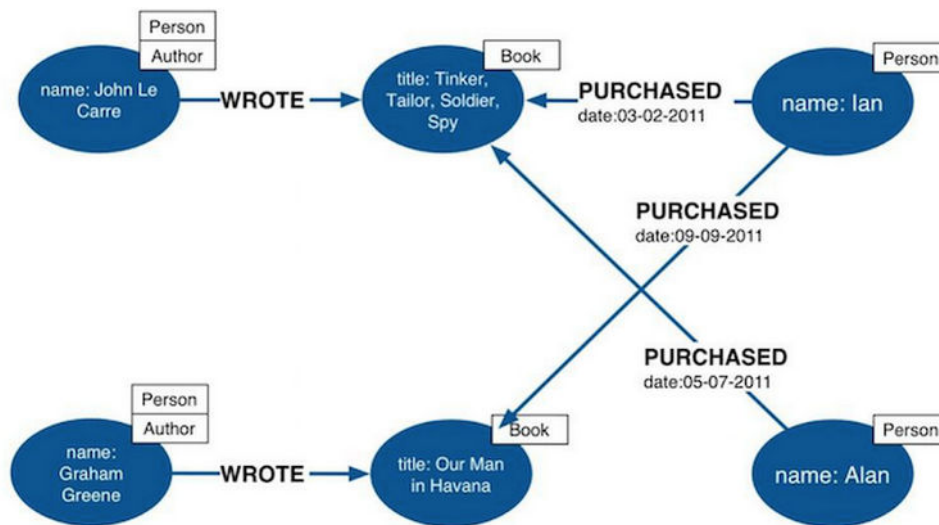 Person
Author
name: John Le
Carre
WROTE
Book
title: Tinker,
Tailor, Soldier,
Spy
PURCHASED
date:03-02-2011
Person
name: Ian
PURCHASED
date:09-09-2011
PURCHASED
date:05-07-2011
Person
Author
name:
Graham
Greene
WROTE
Book
title: Our Man
in Havana
Person
name: Alan